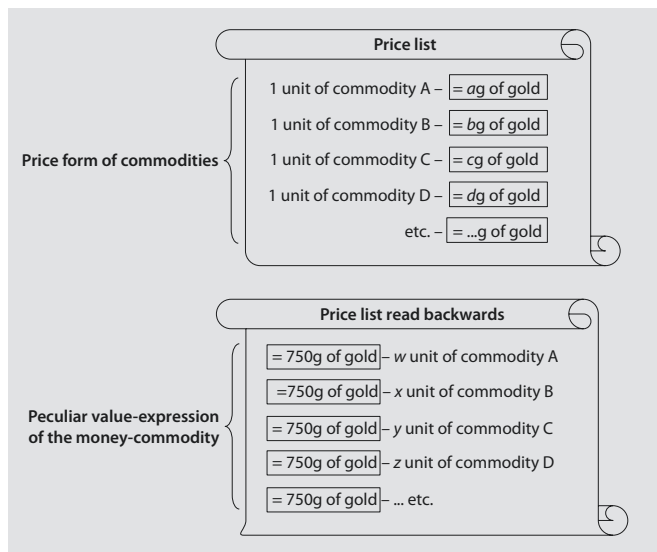 Price list
1 unit of commodity A – = ag of gold
1 unit of commodity B – = bg of gold
1 unit of commodity C – = cg of gold
1 unit of commodity D – = dg of gold
etc. – = ...g of gold
Price form of commodities
Price list read backwards
= 750g of gold – w unit of commodity A
=750g of gold – x unit of commodity B
= 750g of gold – y unit of commodity C
= 750g of gold – z unit of commodity D
= 750g of gold – ... etc.
Peculiar value-expression
of the money-commodity